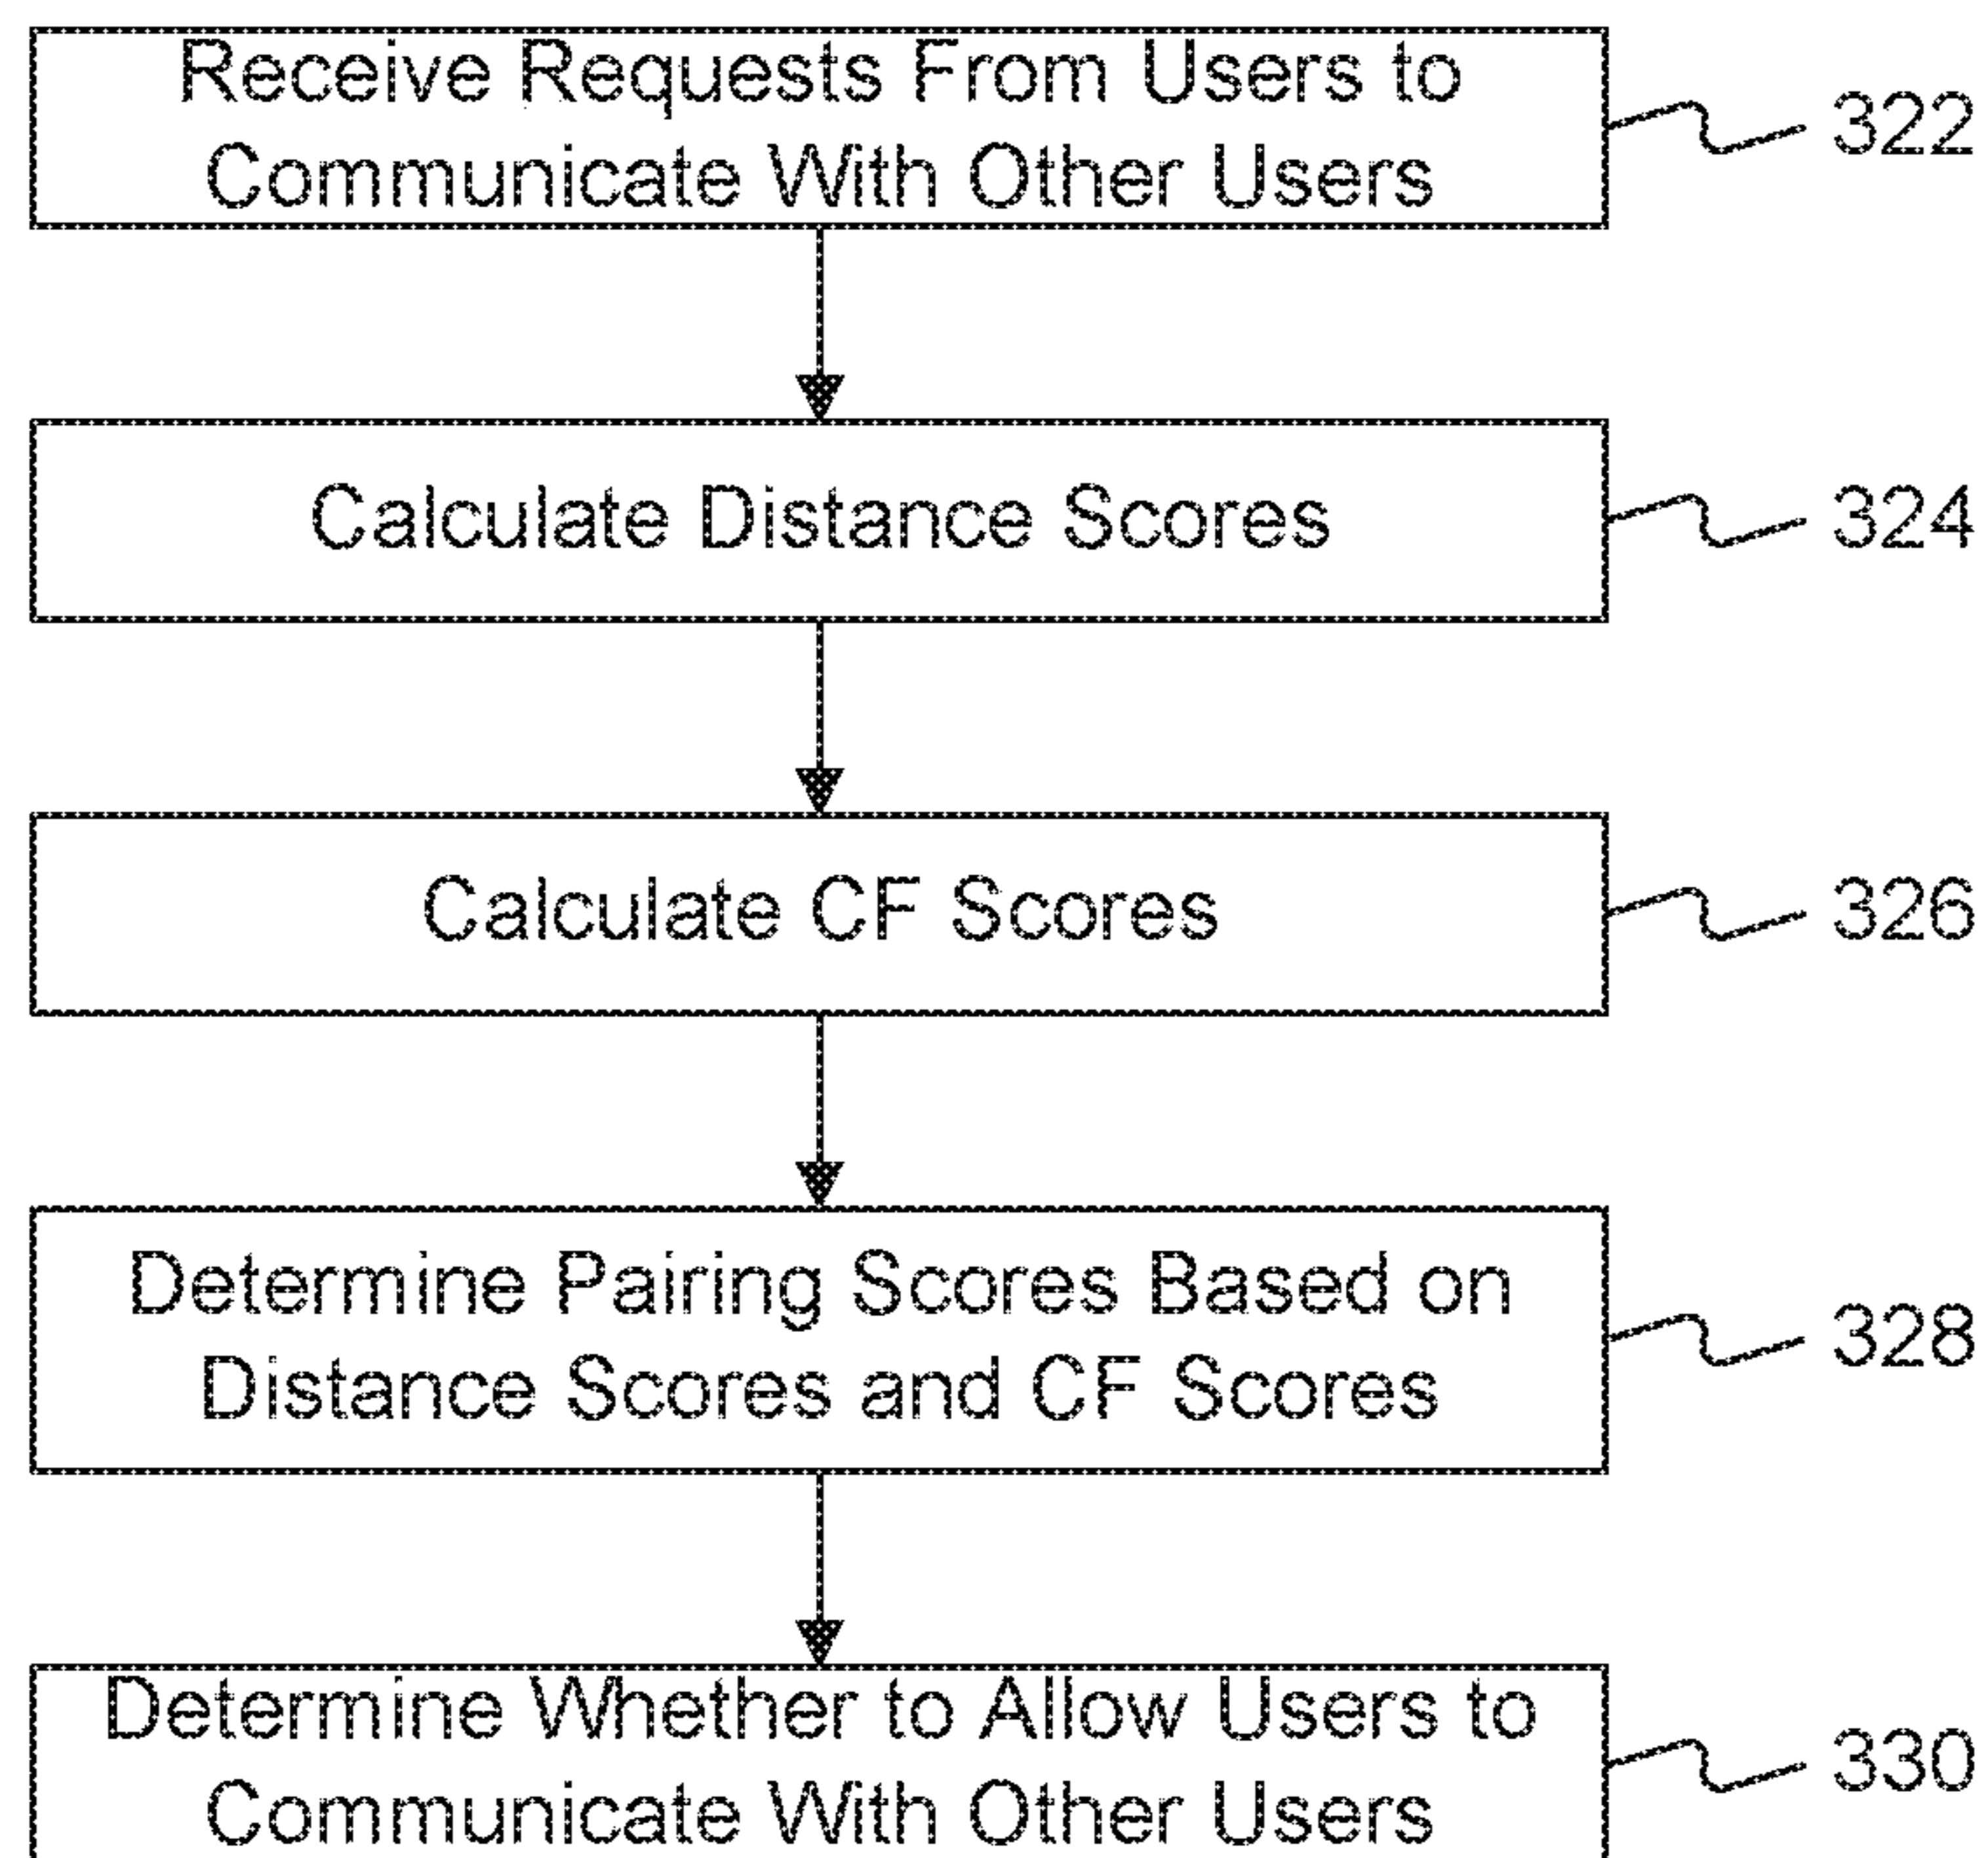 Receive Requests From Users to
Communicate With Other Users
322
Calculate Distance Scores
324
Calculate CF Scores
326
Determine Pairing Scores Based on
Distance Scores and CF Scores
328
Determine Whether to Allow Users to
Communicate With Other Users
330